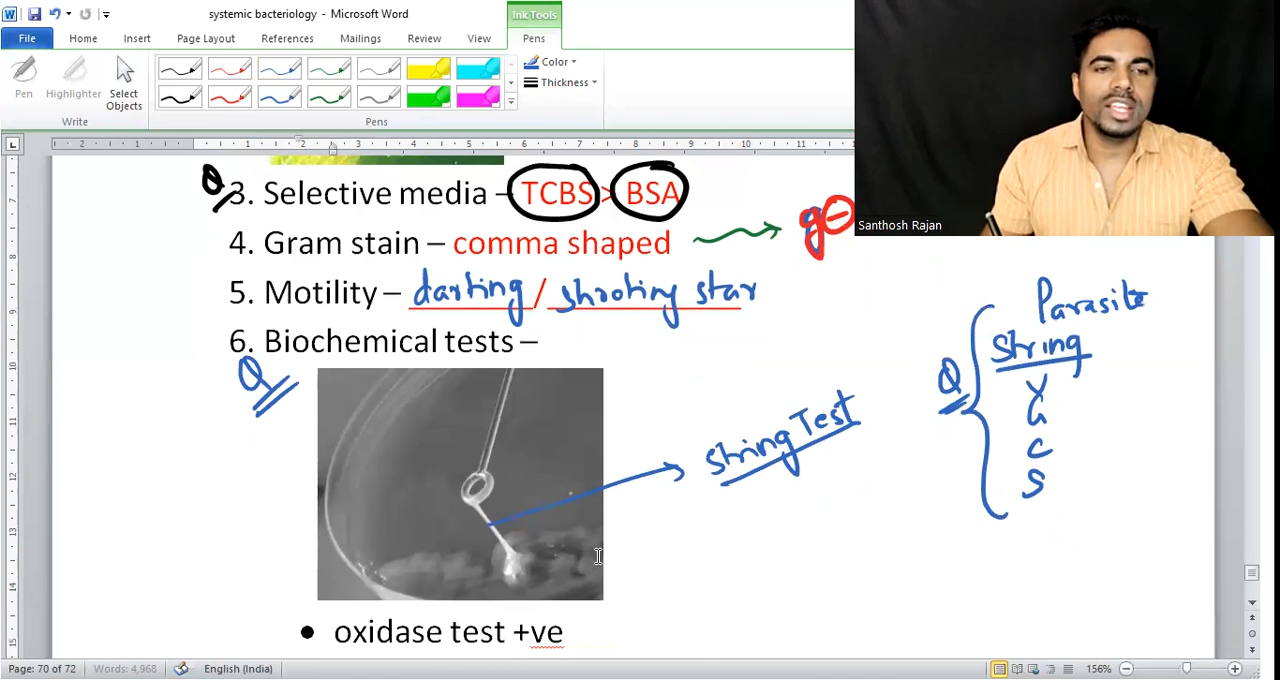 systemic bacteriology - Microsoft Word
Ink Tools
File Home Insert Page Layout References Mailings Review View Pens
Pen Highlighter Select Objects
Color
Thickness
Write
Pens
Santhosh Rajan
Q 3. Selective media – TCBS > BSA
4. Gram stain – comma shaped g-
5. Motility – darting / shooting star
6. Biochemical tests –
Q
String Test
Parasite
String
Q
V
G
C
S
• oxidase test +ve
Page: 70 of 72 Words: 4,968 English (India) 156%